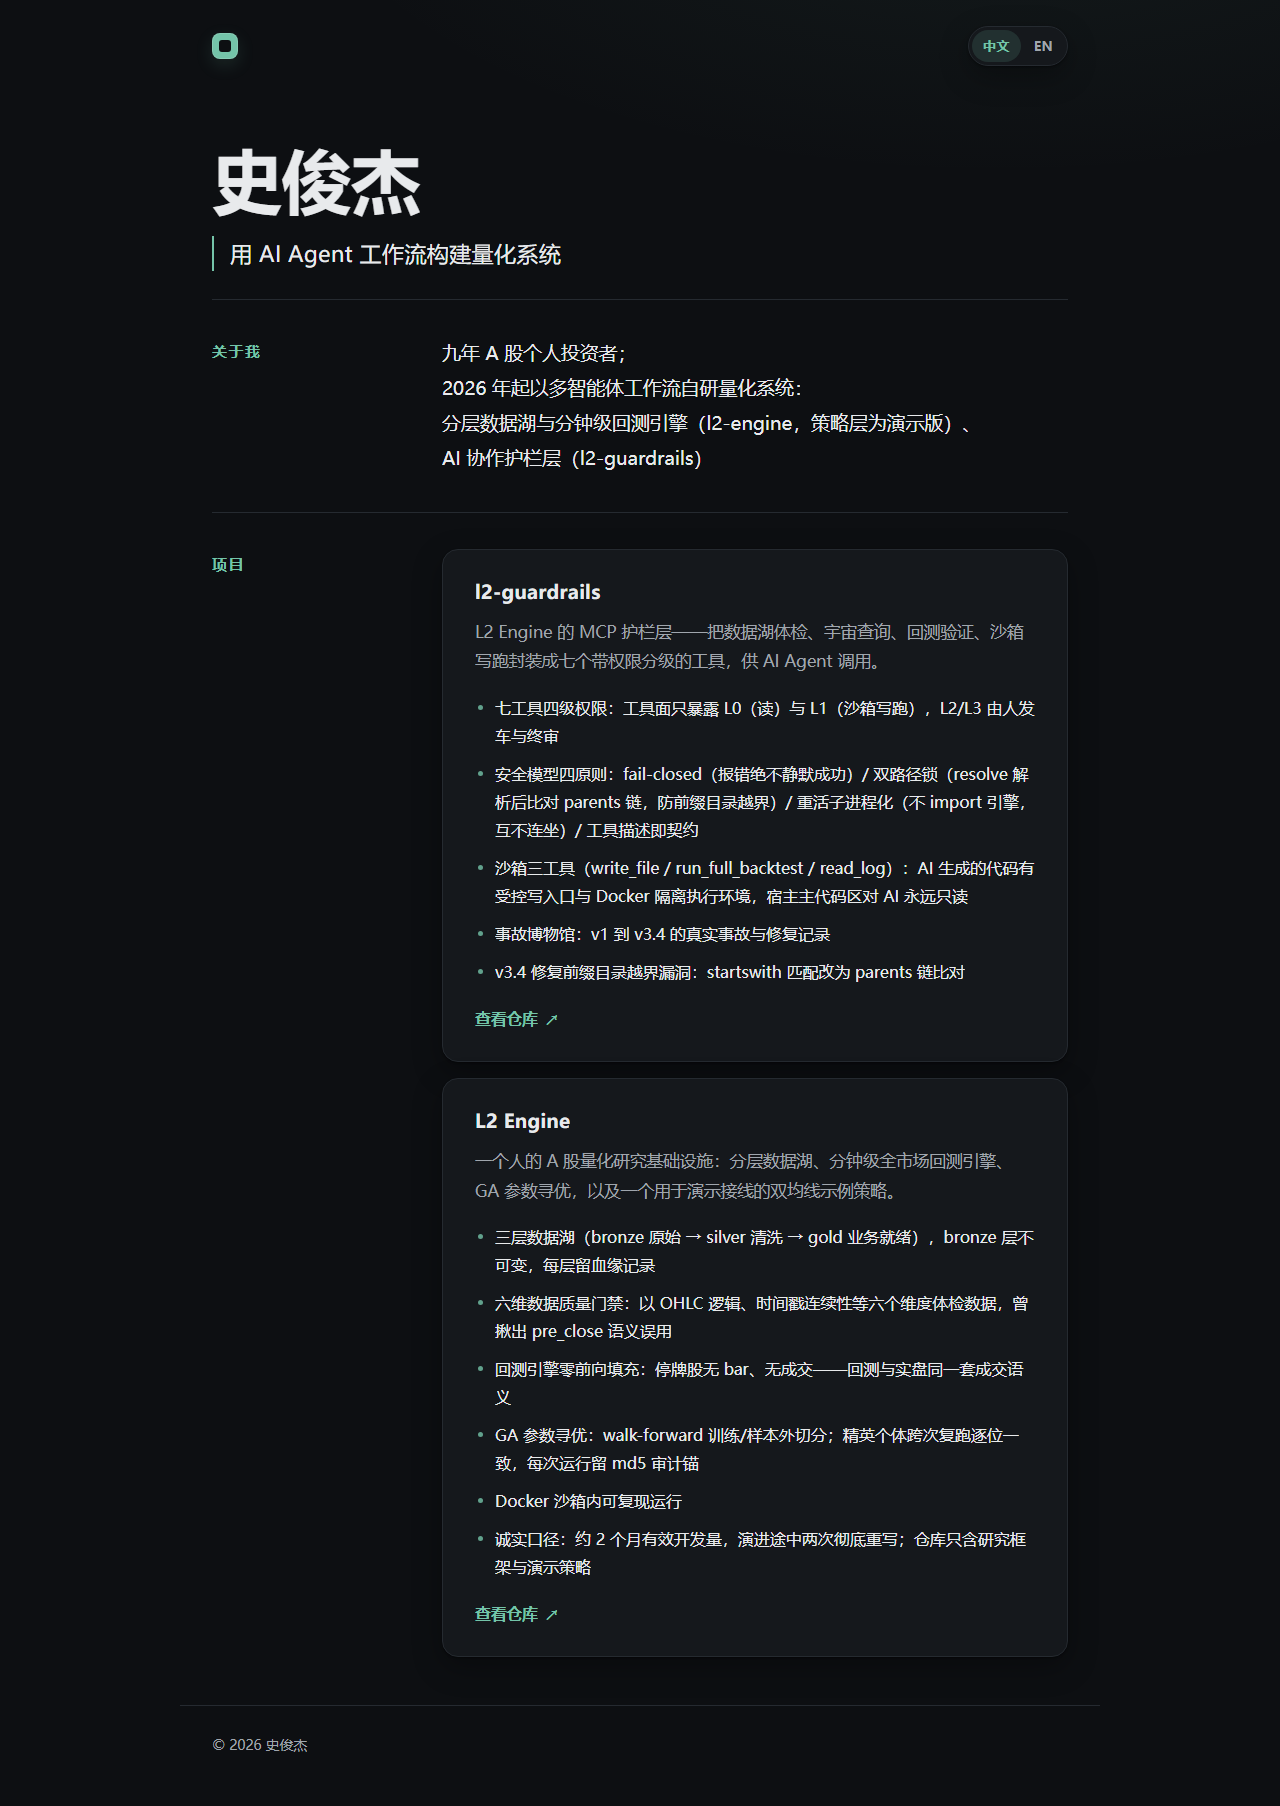 中文 EN
史俊杰
用 AI Agent 工作流构建量化系统
关于我
九年 A 股个人投资者；
2026 年起以多智能体工作流自研量化系统：
分层数据湖与分钟级回测引擎（l2-engine，策略层为演示版）、
AI 协作护栏层（l2-guardrails）
项目
l2-guardrails
L2 Engine 的 MCP 护栏层——把数据湖体检、宇宙查询、回测验证、沙箱
写跑封装成七个带权限分级的工具，供 AI Agent 调用。
• 七工具四级权限：工具面只暴露 L0（读）与 L1（沙箱写跑），L2/L3 由人发
车与终审
• 安全模型四原则：fail-closed（报错绝不静默成功）/ 双路径锁（resolve 解
析后比对 parents 链，防前缀目录越界）/ 重活子进程化（不 import 引擎，
互不连坐）/ 工具描述即契约
• 沙箱三工具（write_file / run_full_backtest / read_log）：AI 生成的代码有
受控写入口与 Docker 隔离执行环境，宿主主代码区对 AI 永远只读
• 事故博物馆：v1 到 v3.4 的真实事故与修复记录
• v3.4 修复前缀目录越界漏洞：startswith 匹配改为 parents 链比对
查看仓库 ↗
L2 Engine
一个人的 A 股量化研究基础设施：分层数据湖、分钟级全市场回测引擎、
GA 参数寻优，以及一个用于演示接线的双均线示例策略。
• 三层数据湖（bronze 原始 → silver 清洗 → gold 业务就绪），bronze 层不
可变，每层留血缘记录
• 六维数据质量门禁：以 OHLC 逻辑、时间戳连续性等六个维度体检数据，曾
揪出 pre_close 语义误用
• 回测引擎零前向填充：停牌股无 bar、无成交——回测与实盘同一套成交语
义
• GA 参数寻优：walk-forward 训练/样本外切分；精英个体跨次复跑逐位一
致，每次运行留 md5 审计锚
• Docker 沙箱内可复现运行
• 诚实口径：约 2 个月有效开发量，演进途中两次彻底重写；仓库只含研究框
架与演示策略
查看仓库 ↗
© 2026 史俊杰